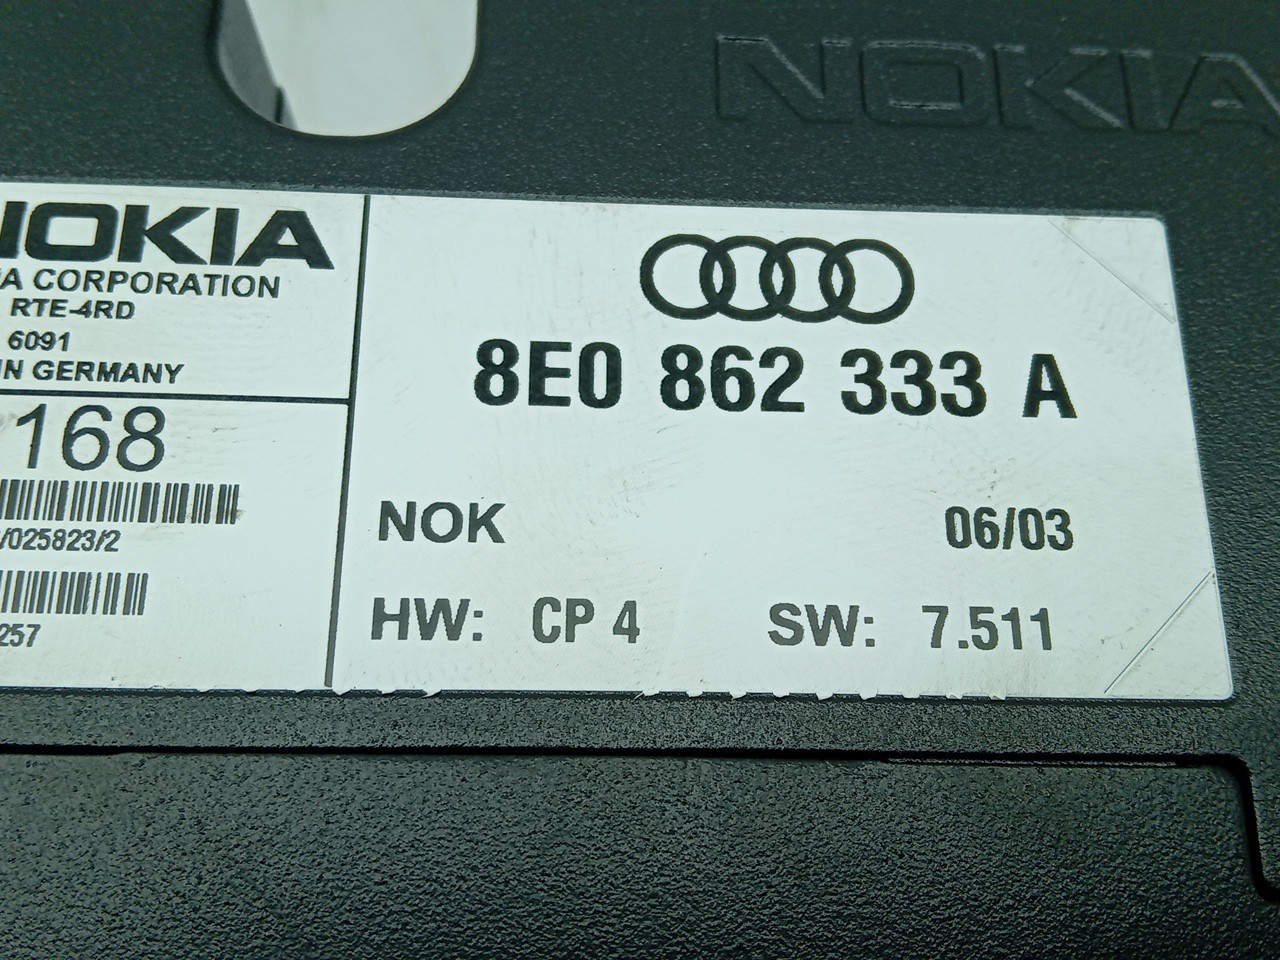 NOKIA
NOKIA
A CORPORATION
RTE-4RD
6091
IN GERMANY
168
/025823/2
257
8E0 862 333 A
NOK 06/03
HW: CP 4 SW: 7.511